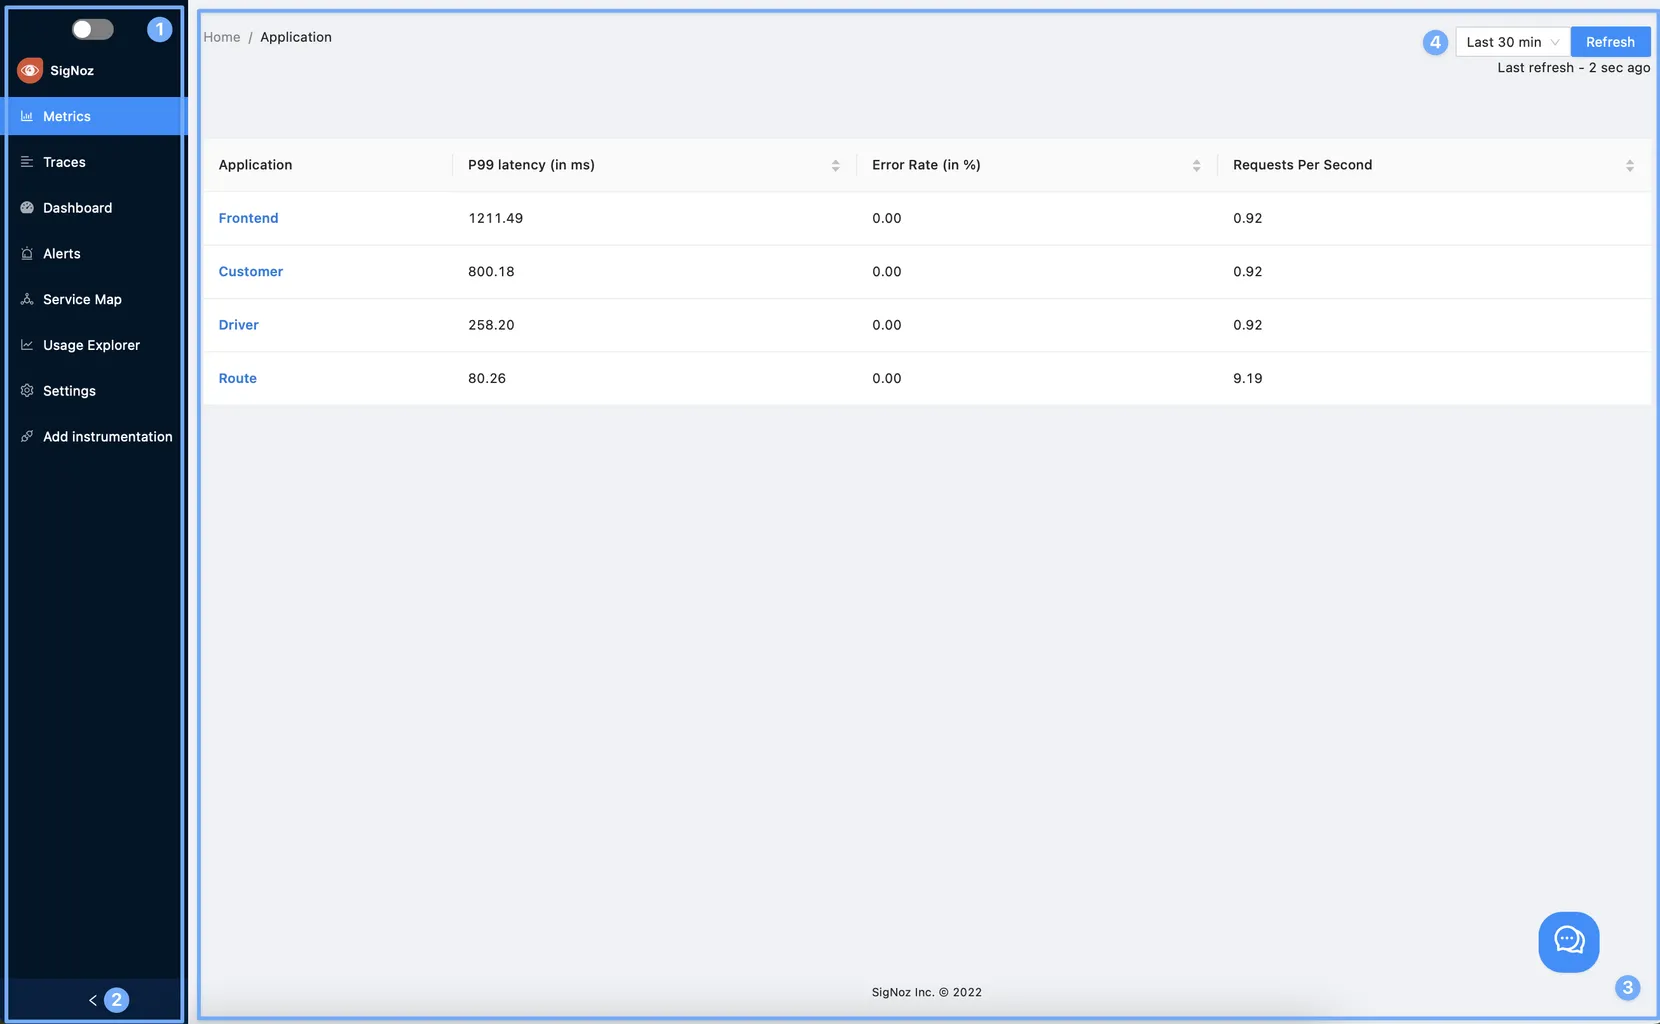 1
SigNoz
Metrics
Traces
Dashboard
Alerts
Service Map
Usage Explorer
Settings
Add instrumentation
2
Home / Application
4 Last 30 min Refresh
Last refresh - 2 sec ago
Application P99 latency (in ms) Error Rate (in %) Requests Per Second
Frontend 1211.49 0.00 0.92
Customer 800.18 0.00 0.92
Driver 258.20 0.00 0.92
Route 80.26 0.00 9.19
3
SigNoz Inc. © 2022